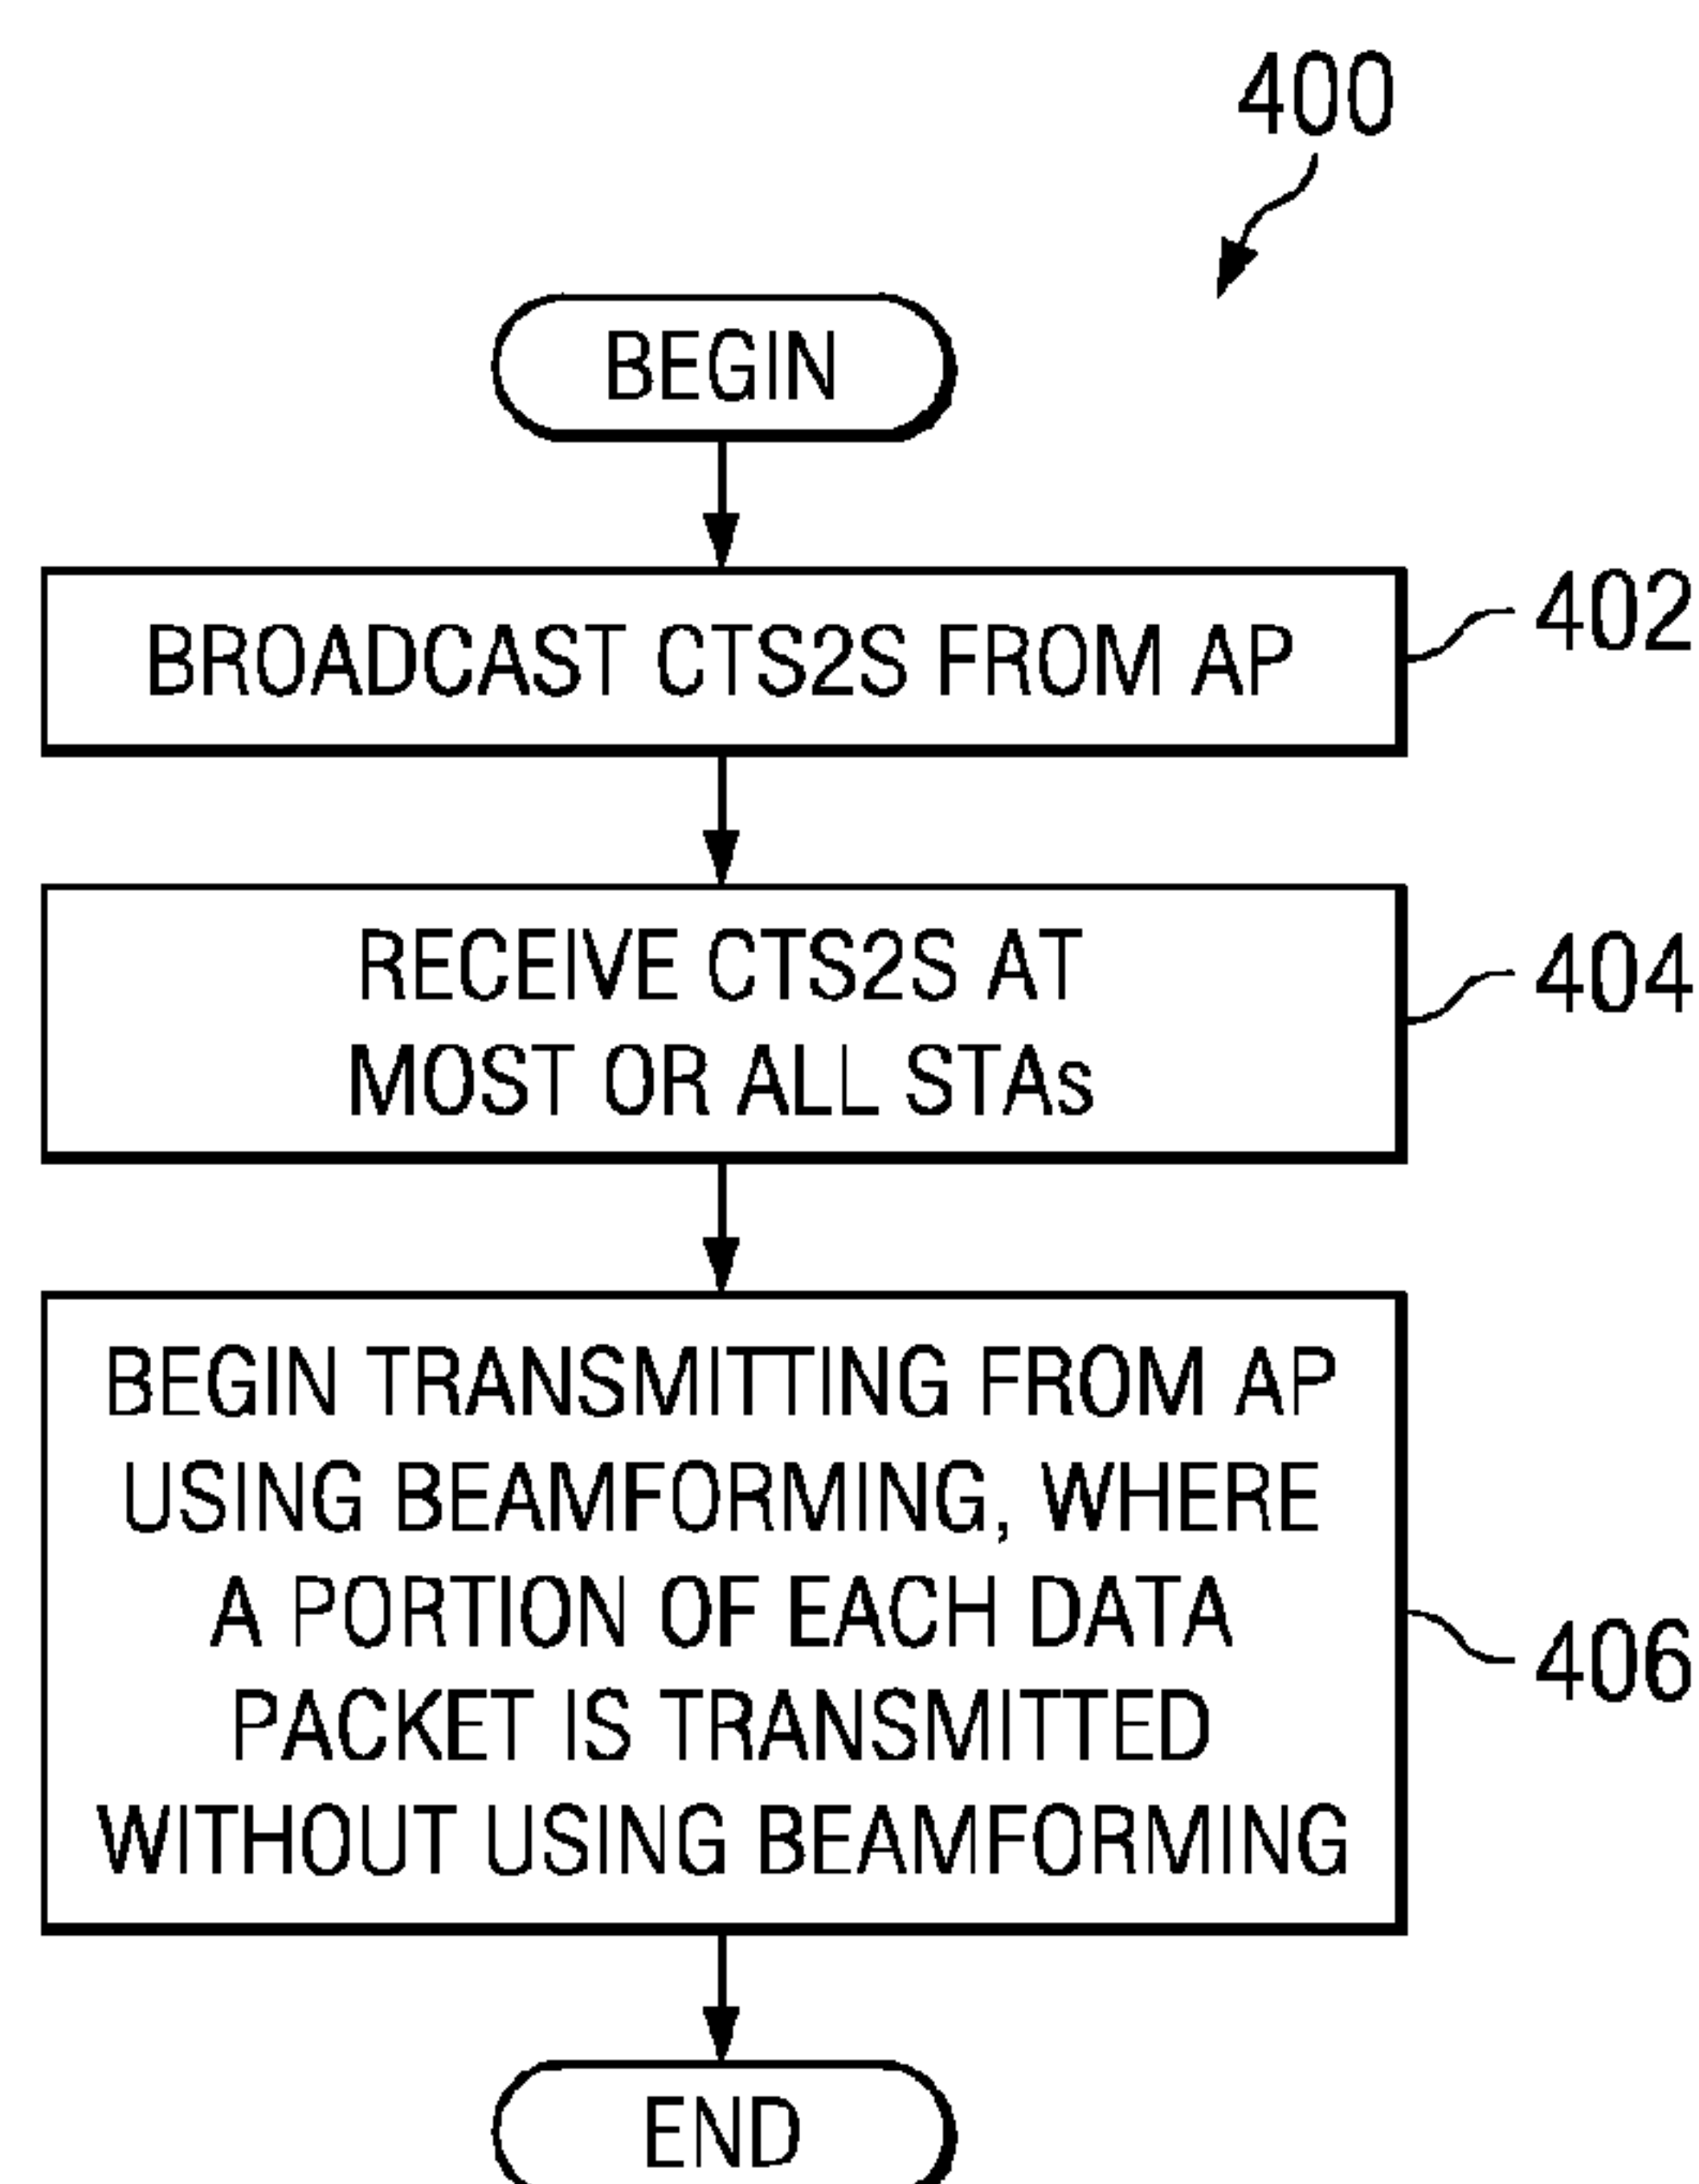 400
BEGIN
BROADCAST CTS2S FROM AP
402
RECEIVE CTS2S AT
MOST OR ALL STAs
404
BEGIN TRANSMITTING FROM AP
USING BEAMFORMING, WHERE
A PORTION OF EACH DATA
PACKET IS TRANSMITTED
WITHOUT USING BEAMFORMING
406
END